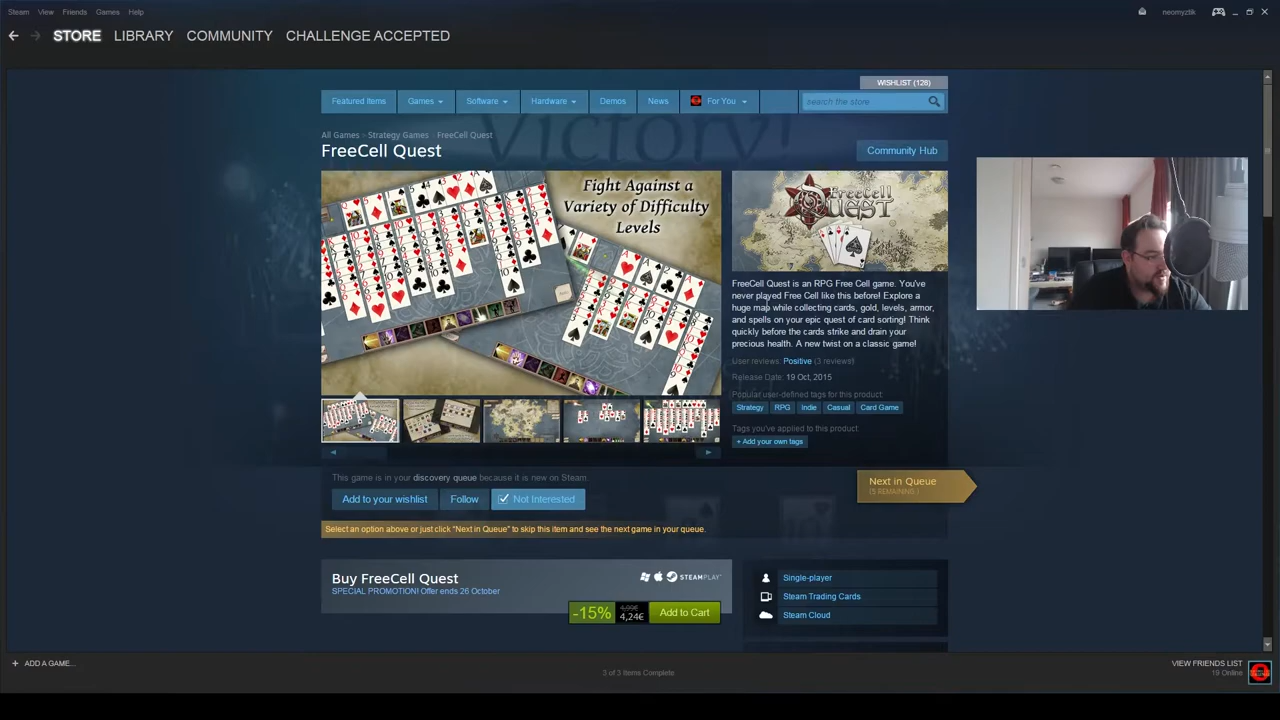 Steam View Friends Games Help
neomyztik
STORE LIBRARY COMMUNITY CHALLENGE ACCEPTED
WISHLIST (128)
Featured Items Games Software Hardware Demos News For You search the store
Victory!
All Games › Strategy Games › FreeCell Quest
FreeCell Quest
Community Hub
Fight Against a
Variety of Difficulty
Levels
FreeCell
QUEST
FreeCell Quest is an RPG Free Cell game. You've
never played Free Cell like this before! Explore a
huge map while collecting cards, gold, levels, armor,
and spells on your epic quest of card sorting! Think
quickly before the cards strike and drain your
precious health. A new twist on a classic game!
User reviews: Positive (3 reviews)
Release Date: 19 Oct, 2015
Popular user-defined tags for this product:
Strategy RPG Indie Casual Card Game
Tags you've applied to this product:
+ Add your own tags
This game is in your discovery queue because it is new on Steam.
Add to your wishlist Follow Not Interested
Next in Queue
(5 REMAINING )
Select an option above or just click "Next in Queue" to skip this item and see the next game in your queue.
Buy FreeCell Quest
SPECIAL PROMOTION! Offer ends 26 October
STEAMPLAY
-15% 4,99€ 4,24€ Add to Cart
Single-player
Steam Trading Cards
Steam Cloud
+ ADD A GAME...
3 of 3 Items Complete
VIEW FRIENDS LIST
19 Online